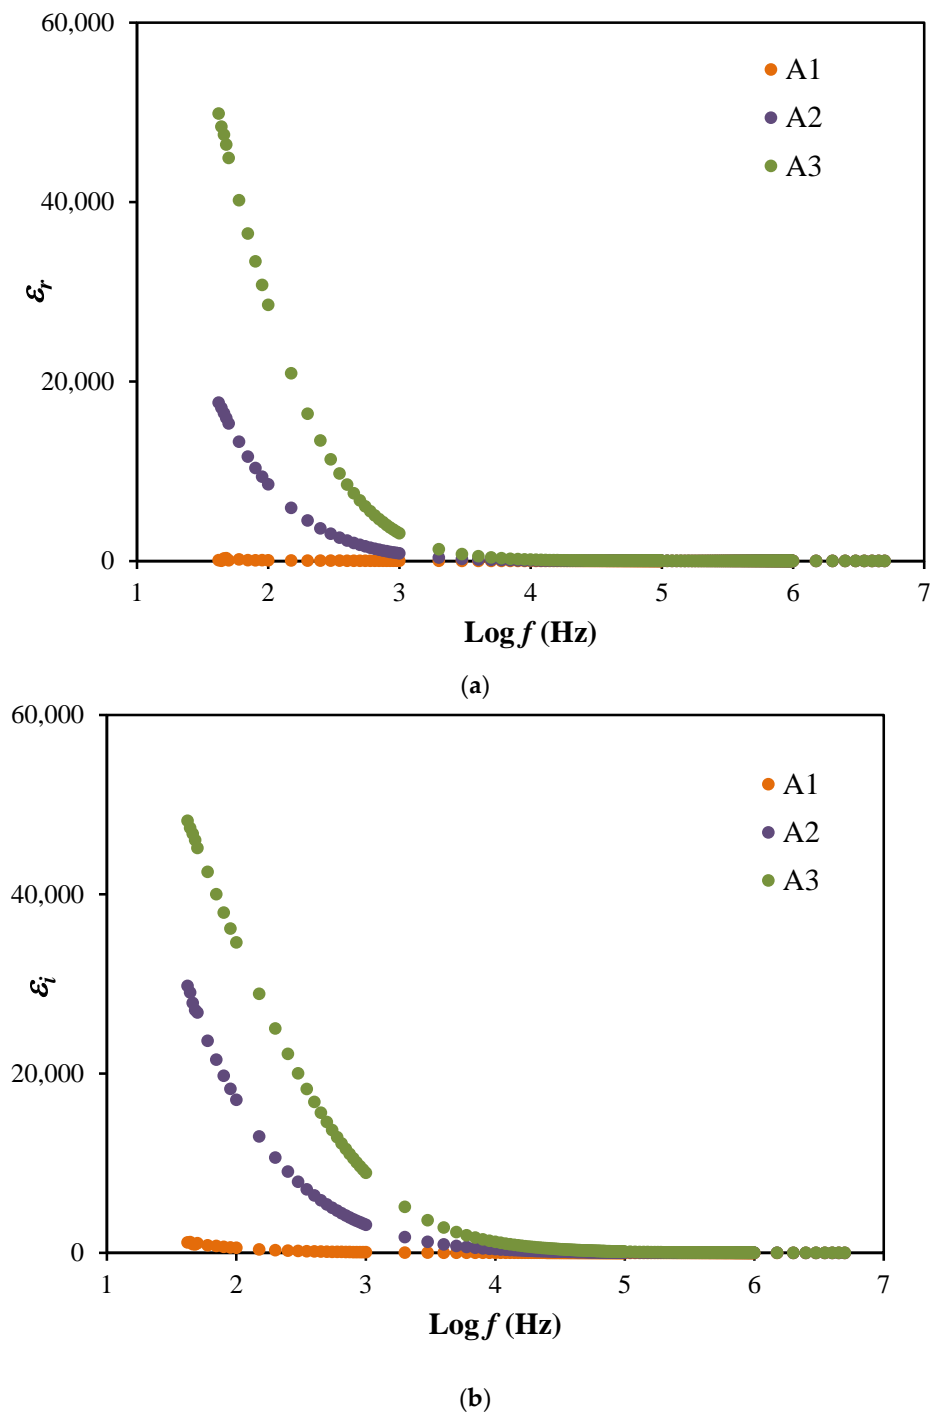 60,000
A1
A2
A3
40,000
εr
20,000
0
1 2 3 4 5 6 7
Log f (Hz)
(a)
60,000
A1
A2
A3
40,000
εi
20,000
0
1 2 3 4 5 6 7
Log f (Hz)
(b)